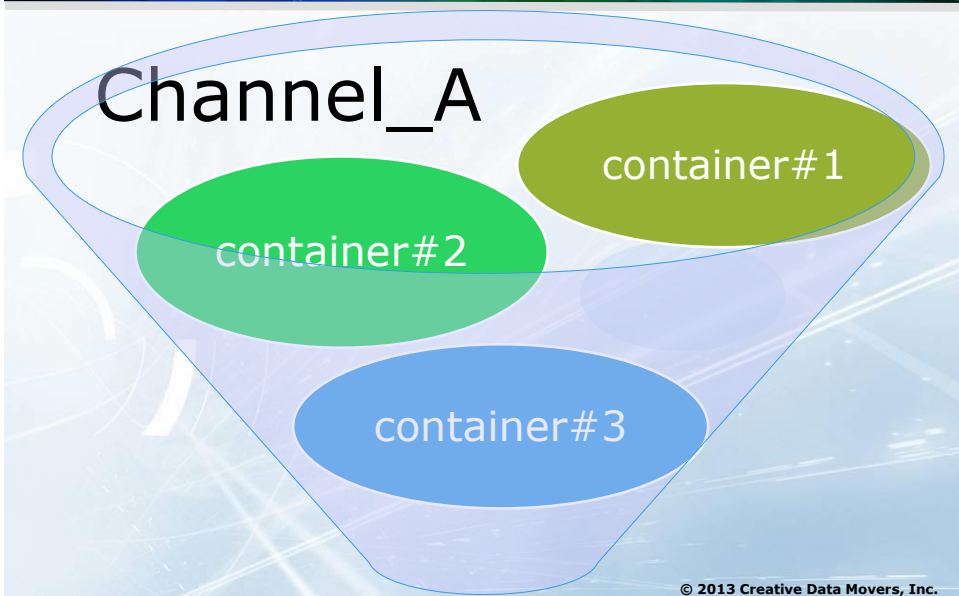 Channel_A
container#1
container#2
container#3
© 2013 Creative Data Movers, Inc.